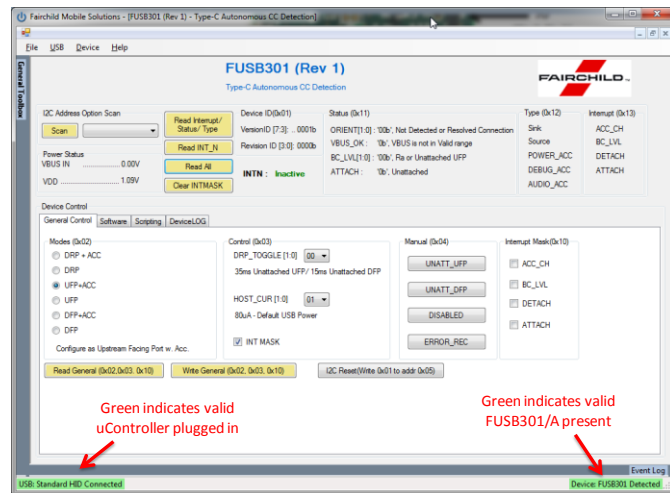 Fairchild Mobile Solutions - [FUSB301 (Rev 1) - Type-C Autonomous CC Detection]
File USB Device Help
General Toolbox
FUSB301 (Rev 1)
Type-C Autonomous CC Detection
FAIRCHILD
I2C Address Option Scan
Scan
Power Status
VBUS IN .............. 0.00V
VDD ..................... 1.09V
Read Interrupt/
Status/ Type
Read INT_N
Read All
Clear INTMASK
Device ID(0x01)
VersionID [7:3]: .. 0001b
Revision ID [3:0]: 0000b
INTN : Inactive
Status (0x11)
ORIENT[1:0] : '00b', Not Detected or Resolved Connection
VBUS_OK : '0b', VBUS is not in Valid range
BC_LVL[1:0] : '00b', Ra or Unattached UFP
ATTACH : '0b', Unattached
Type (0x12)
Sink
Source
POWER_ACC
DEBUG_ACC
AUDIO_ACC
Interrupt (0x13)
ACC_CH
BC_LVL
DETACH
ATTACH
Device Control
General Control Software Scripting DeviceLOG
Modes (0x02)
DRP + ACC
DRP
UFP+ACC
UFP
DFP+ACC
DFP
Configure as Upstream Facing Port w. Acc.
Control (0x03)
DRP_TOGGLE [1:0] 00
35ms Unattached UFP/ 15ms Unattached DFP
HOST_CUR [1:0] 01
80uA - Default USB Power
INT MASK
Manual (0x04)
UNATT_UFP
UNATT_DFP
DISABLED
ERROR_REC
Interrupt Mask(0x10)
ACC_CH
BC_LVL
DETACH
ATTACH
Read General (0x02,0x03. 0x10)
Write General (0x02, 0x03. 0x10)
I2C Reset(Write 0x01 to addr 0x05)
Green indicates valid
uController plugged in
Green indicates valid
FUSB301/A present
Event Log
USB: Standard HID Connected
Device: FUSB301 Detected